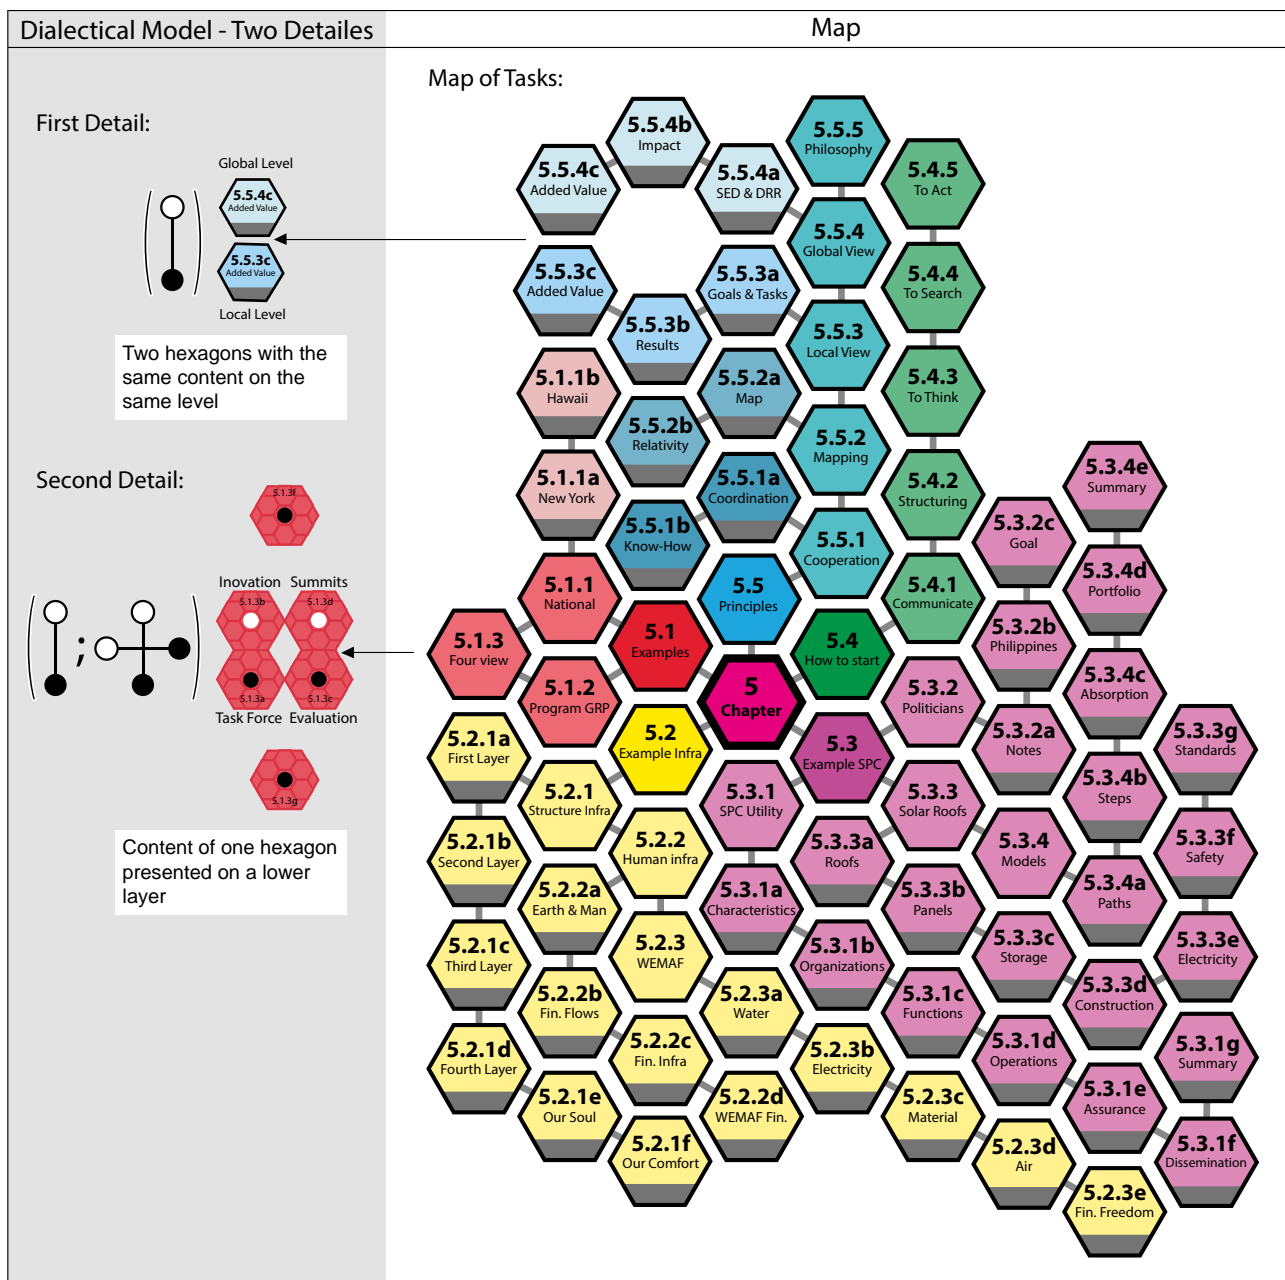 Dialectical Model - Two Detailes
Map
First Detail:
Global Level
5.5.4c
Added Value
5.5.3c
Added Value
Local Level
Two hexagons with the
same content on the
same level
Second Detail:
5.1.3f
Inovation Summits
5.1.3b 5.1.3d
;
5.1.3a 5.1.3c
Task Force Evaluation
5.1.3g
Content of one hexagon
presented on a lower
layer
Map of Tasks:
5.5.4b
Impact
5.5.5
Philosophy
5.5.4c
Added Value
5.5.4a
SED & DRR
5.4.5
To Act
5.5.4
Global View
5.5.3c
Added Value
5.5.3a
Goals & Tasks
5.4.4
To Search
5.5.3b
Results
5.5.3
Local View
5.1.1b
Hawaii
5.5.2a
Map
5.4.3
To Think
5.5.2b
Relativity
5.5.2
Mapping
5.3.4e
Summary
5.1.1a
New York
5.5.1a
Coordination
5.4.2
Structuring
5.5.1b
Know-How
5.5.1
Cooperation
5.3.2c
Goal
5.3.4d
Portfolio
5.1.1
National
5.5
Principles
5.4.1
Communicate
5.1.3
Four view
5.1
Examples
5.4
How to start
5.3.2b
Philippines
5.3.4c
Absorption
5.1.2
Program GRP
5
Chapter
5.3.2
Politicians
5.2.1a
First Layer
5.2
Example Infra
5.3
Example SPC
5.3.2a
Notes
5.3.3g
Standards
5.2.1
Structure Infra
5.3.1
SPC Utility
5.3.3
Solar Roofs
5.3.4b
Steps
5.2.1b
Second Layer
5.2.2
Human infra
5.3.3a
Roofs
5.3.4
Models
5.3.3f
Safety
5.2.2a
Earth & Man
5.3.1a
Characteristics
5.3.3b
Panels
5.3.4a
Paths
5.2.1c
Third Layer
5.2.3
WEMAF
5.3.1b
Organizations
5.3.3c
Storage
5.3.3e
Electricity
5.2.2b
Fin. Flows
5.2.3a
Water
5.3.1c
Functions
5.3.3d
Construction
5.2.1d
Fourth Layer
5.2.2c
Fin. Infra
5.2.3b
Electricity
5.3.1d
Operations
5.3.1g
Summary
5.2.1e
Our Soul
5.2.2d
WEMAF Fin.
5.2.3c
Material
5.3.1e
Assurance
5.2.1f
Our Comfort
5.2.3d
Air
5.3.1f
Dissemination
5.2.3e
Fin. Freedom